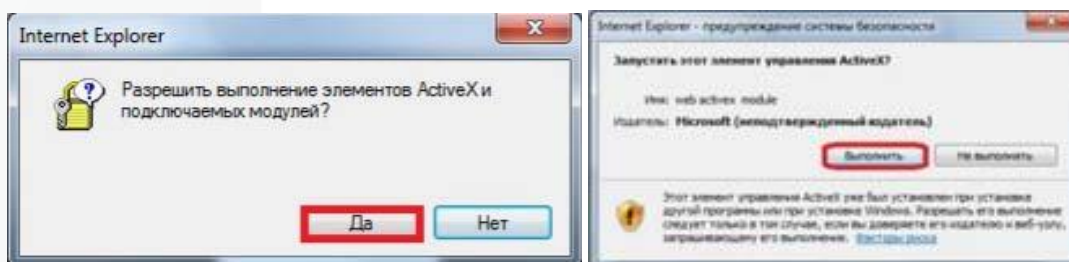 Internet Explorer
Разрешить выполнение элементов ActiveX и
подключаемых модулей?
Да
Нет
Internet Explorer - предупреждение системы безопасности
Запустить этот элемент управления ActiveX?
Имя: web activex module
Издатель: Microsoft (неподтвержденный издатель)
Выполнить
Не выполнять
Этот элемент управления ActiveX уже был установлен при установке
другой программы или при установке Windows. Разрешать его выполнение
следует только в том случае, если вы доверяете его издателю и веб-узлу,
запрашивающему его выполнение. Факторы риска